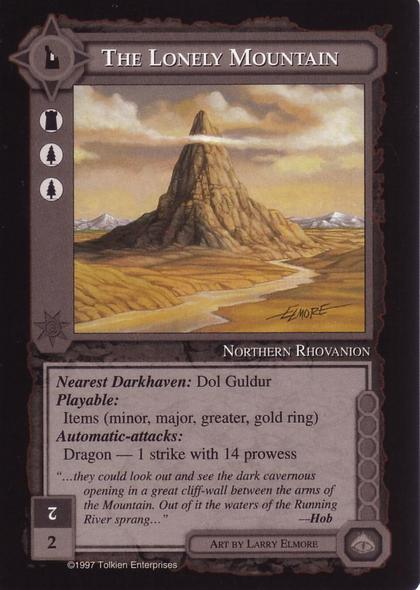 THE LONELY MOUNTAIN
ELMORE
NORTHERN RHOVANION
Nearest Darkhaven: Dol Guldur
Playable:
Items (minor, major, greater, gold ring)
Automatic-attacks:
Dragon — 1 strike with 14 prowess
“...they could look out and see the dark cavernous
opening in a great cliff-wall between the arms of
the Mountain. Out of it the waters of the Running
River sprang...” —Hob
2
2
ART BY LARRY ELMORE
©1997 Tolkien Enterprises